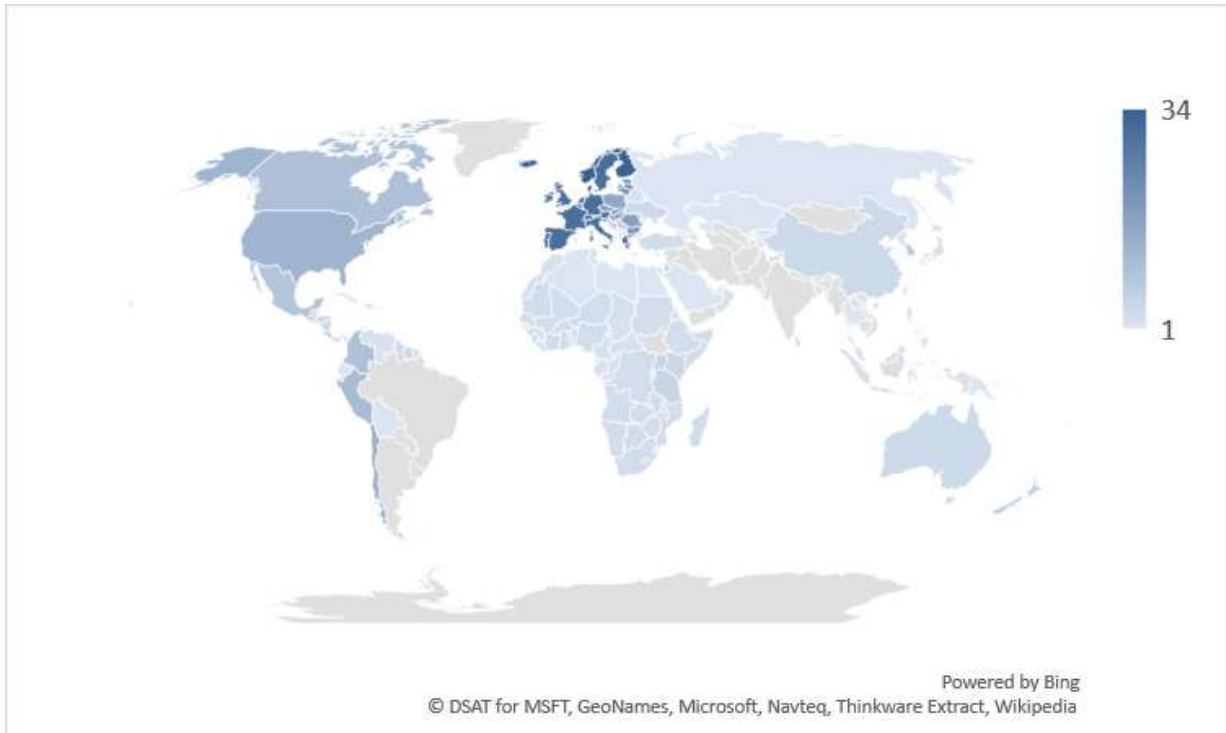 34
1
Powered by Bing
© DSAT for MSFT, GeoNames, Microsoft, Navteq, Thinkware Extract, Wikipedia